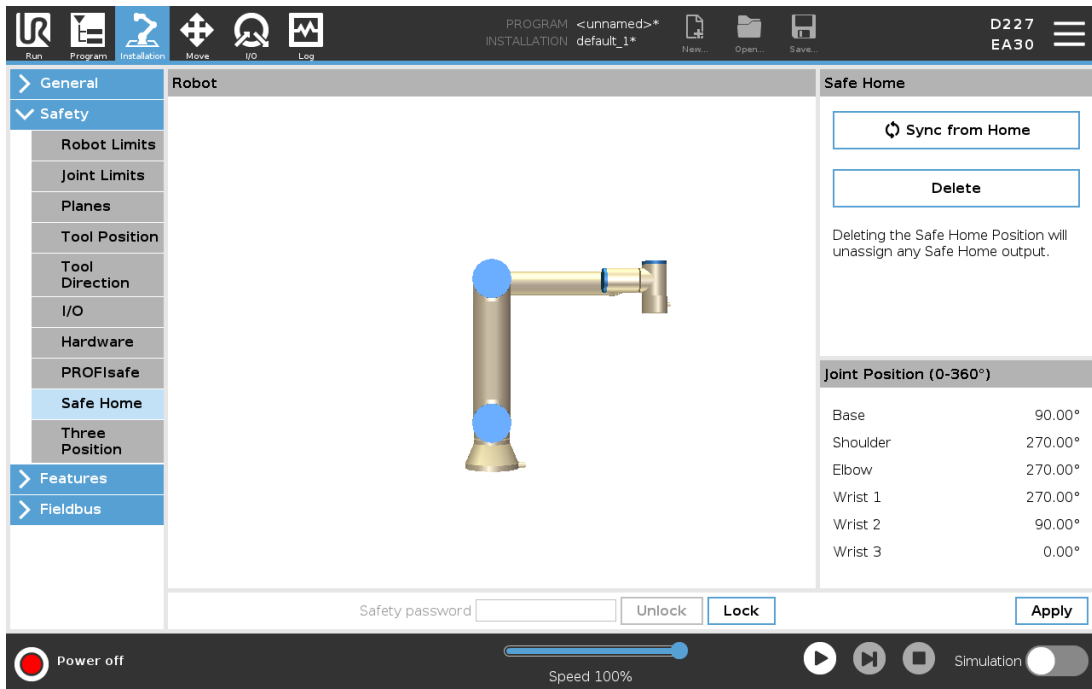 Run
Program
Installation
Move
I/O
Log
PROGRAM <unnamed>*
INSTALLATION default_1*
New...
Open...
Save...
D227
EA30
General
Safety
Robot Limits
Joint Limits
Planes
Tool Position
Tool
Direction
I/O
Hardware
PROFIsafe
Safe Home
Three
Position
Features
Fieldbus
Robot
Safe Home
Sync from Home
Delete
Deleting the Safe Home Position will
unassign any Safe Home output.
Joint Position (0-360°)
Base 90.00°
Shoulder 270.00°
Elbow 270.00°
Wrist 1 270.00°
Wrist 2 90.00°
Wrist 3 0.00°
Safety password
Unlock
Lock
Apply
Power off
Speed 100%
Simulation